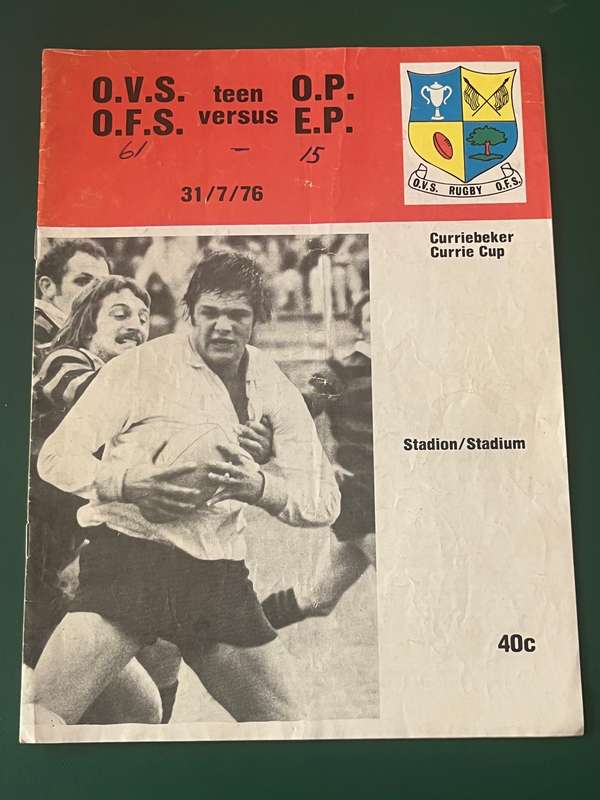 O.V.S. teen O.P.
O.F.S. versus E.P.
61 - 15
31/7/76
O.V.S. RUGBY O.F.S.
Curriebeker
Currie Cup
Stadion/Stadium
40c